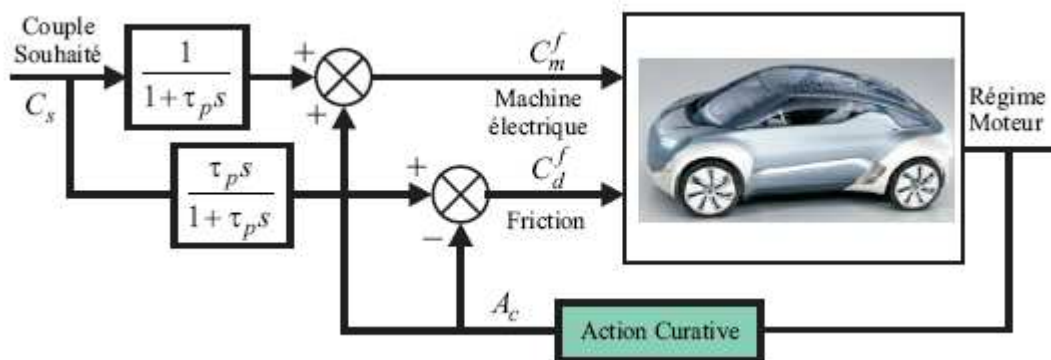 Couple
Souhaité
C_s
1
1+τ_p s
+
+
C_m^f
Machine
électrique
Régime
Moteur
τ_p s
1+τ_p s
+
−
C_d^f
Friction
A_c
Action Curative